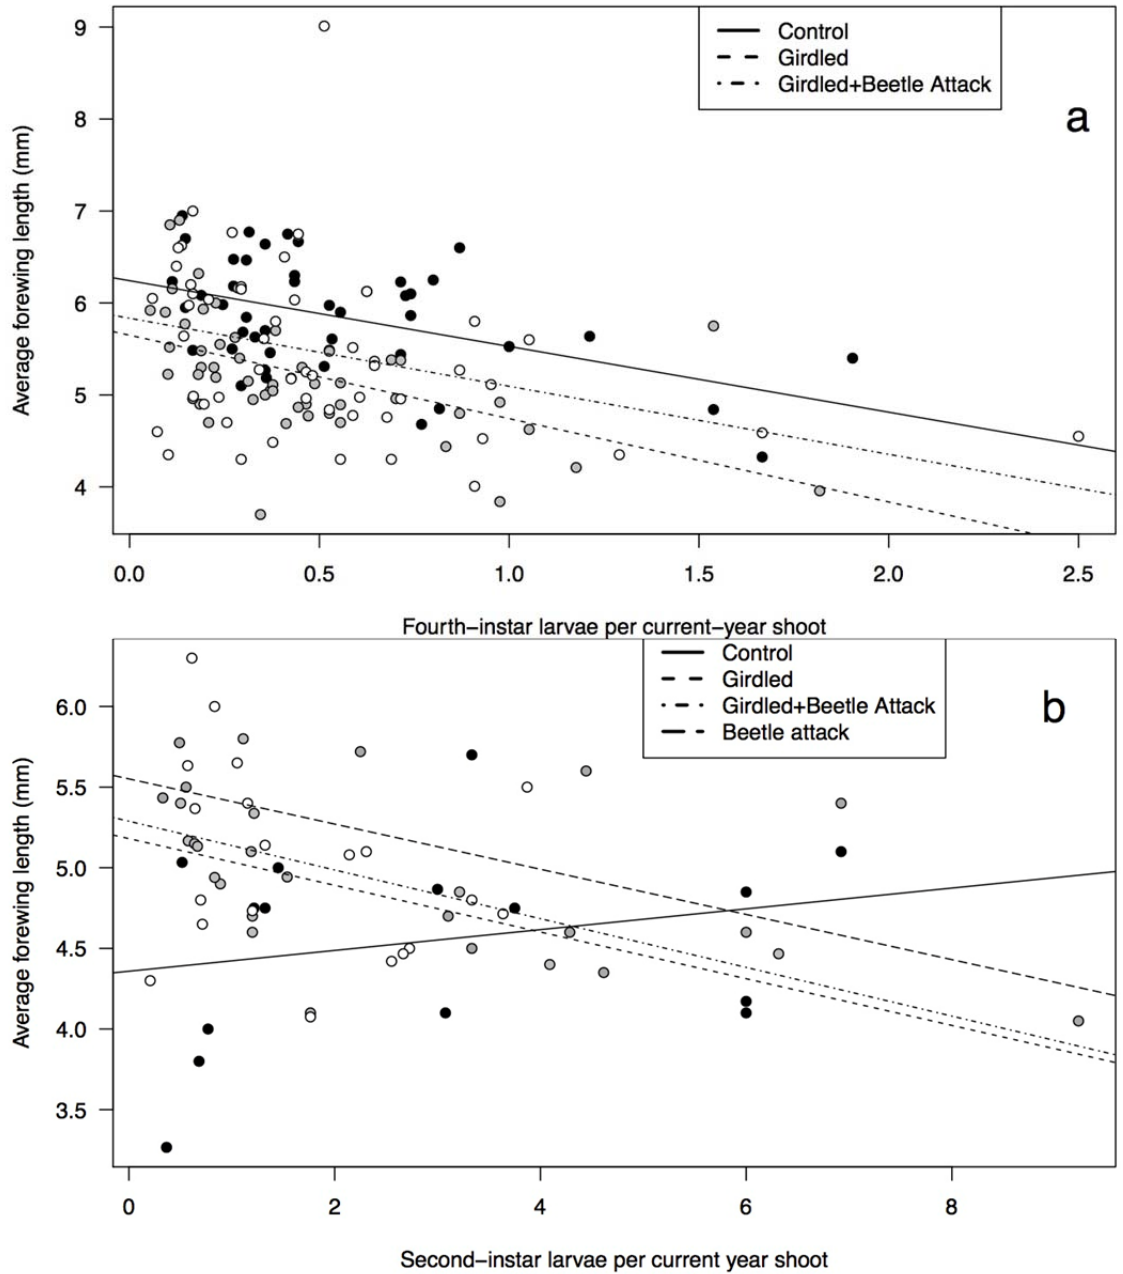 a
Control
Girdled
Girdled+Beetle Attack
Average forewing length (mm)
9
8
7
6
5
4
0.0 0.5 1.0 1.5 2.0 2.5
Fourth−instar larvae per current−year shoot
b
Control
Girdled
Girdled+Beetle Attack
Beetle attack
Average forewing length (mm)
6.0
5.5
5.0
4.5
4.0
3.5
0 2 4 6 8
Second−instar larvae per current year shoot